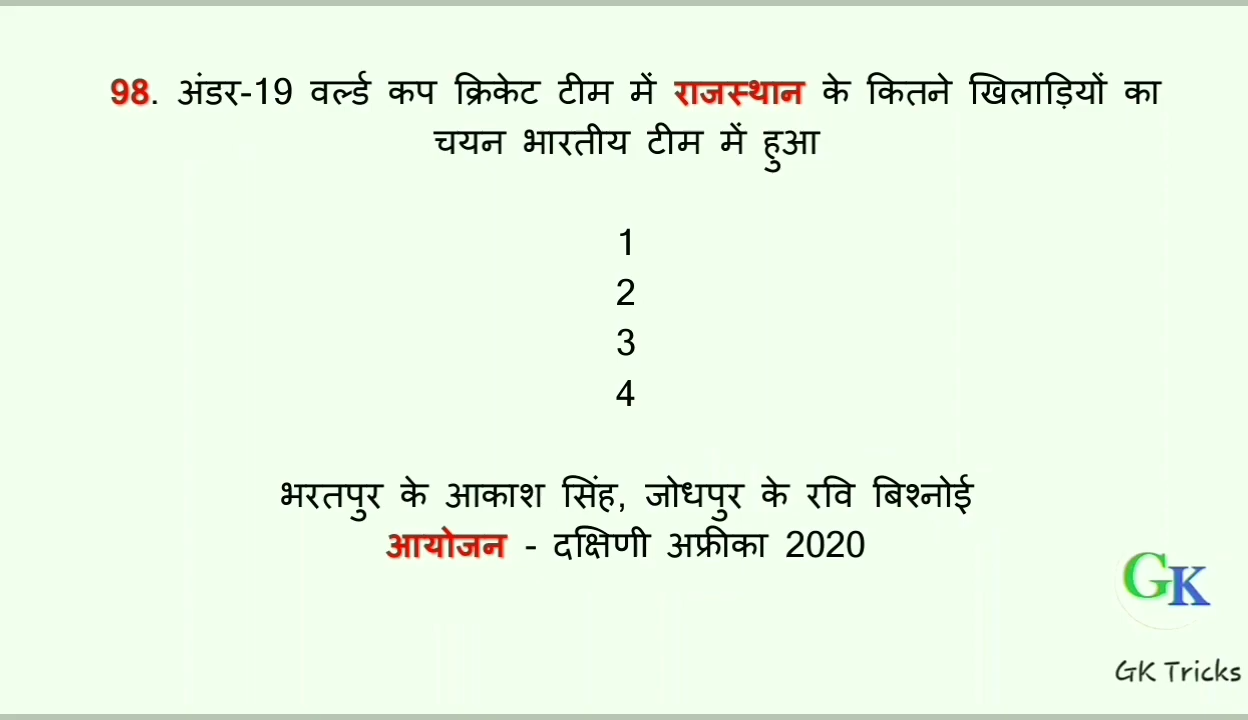 98. अंडर-19 वर्ल्ड कप क्रिकेट टीम में राजस्थान के कितने खिलाड़ियों का
चयन भारतीय टीम में हुआ
1
2
3
4
भरतपुर के आकाश सिंह, जोधपुर के रवि बिश्नोई
आयोजन - दक्षिणी अफ्रीका 2020
GK
GK Tricks